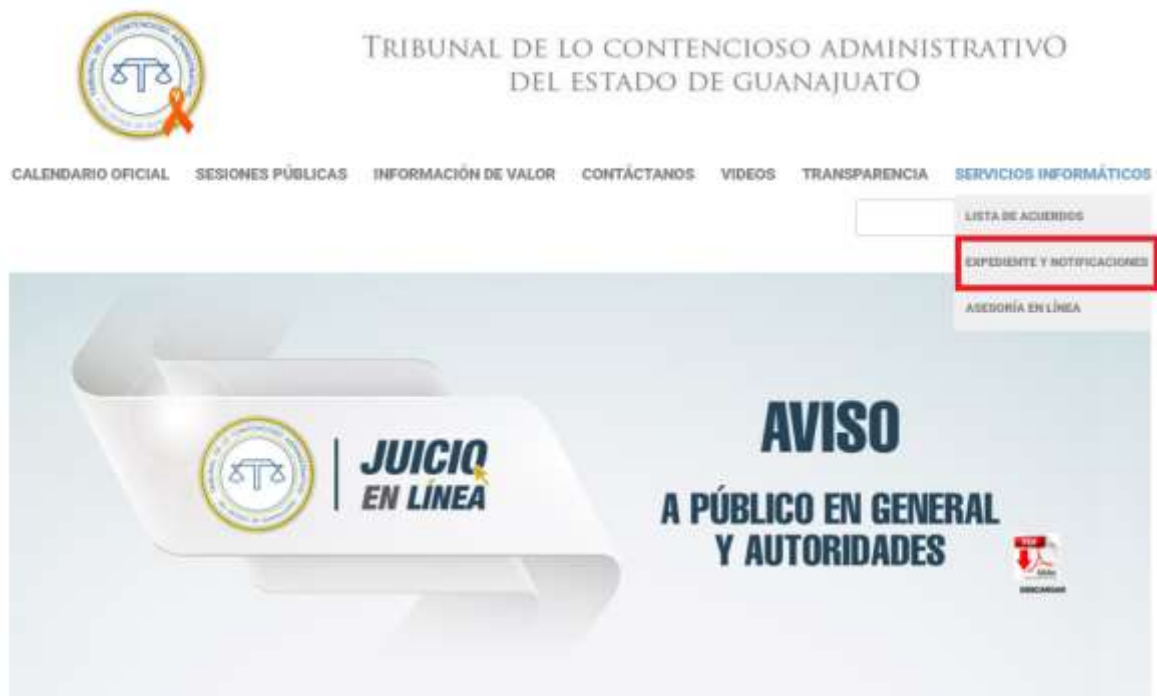 TRIBUNAL DE LO CONTENCIOSO ADMINISTRATIVO
DEL ESTADO DE GUANAJUATO
CALENDARIO OFICIAL SESIONES PÚBLICAS INFORMACIÓN DE VALOR CONTÁCTANOS VIDEOS TRANSPARENCIA SERVICIOS INFORMÁTICOS
LISTA DE ACUERDOS
EXPEDIENTE Y NOTIFICACIONES
ASESORÍA EN LÍNEA
JUICIO
EN LÍNEA
AVISO
A PÚBLICO EN GENERAL
Y AUTORIDADES
PDF
Adobe
DESCARGAR